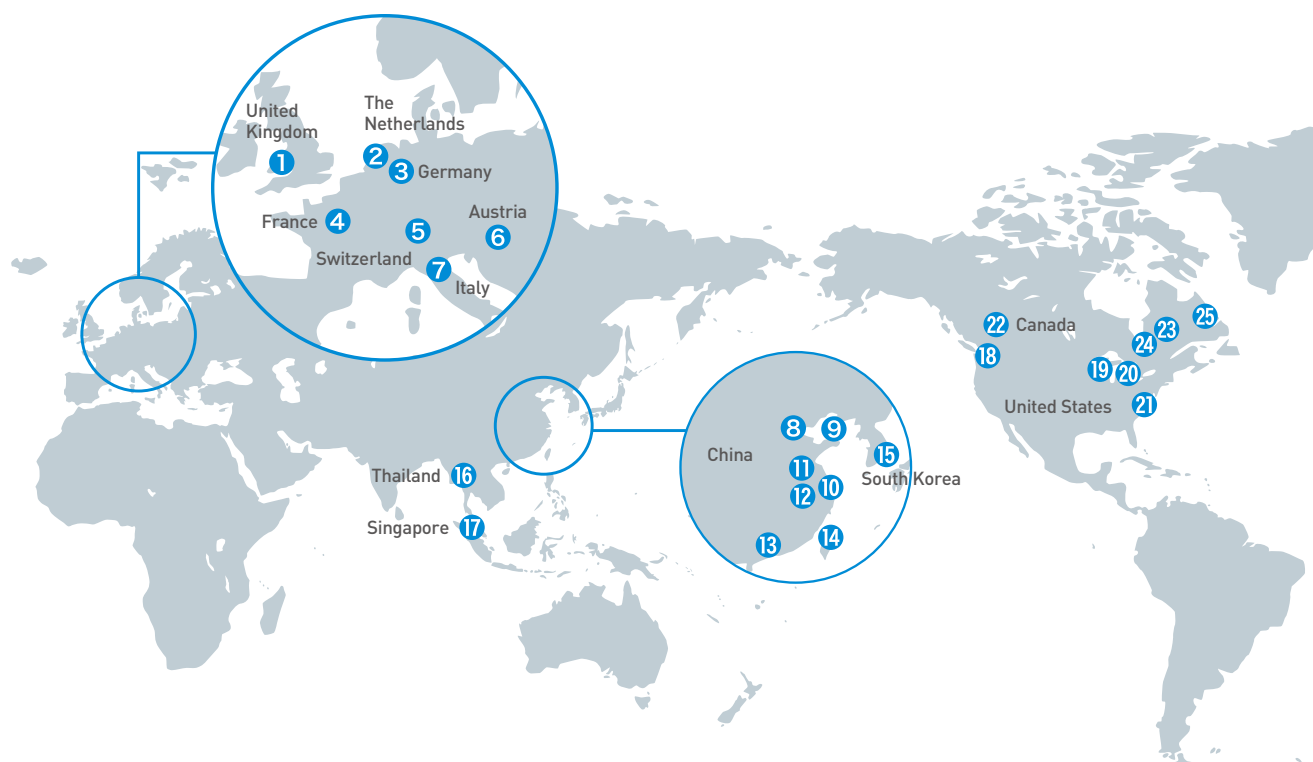 United
Kingdom
1
The
Netherlands
2
3 Germany
France 4
5
Switzerland
Austria
6
7
Italy
8
9
China
11
10
12
15
South Korea
13
14
Thailand 16
Singapore 17
22 Canada
18
25
23
24
19
20
United States 21